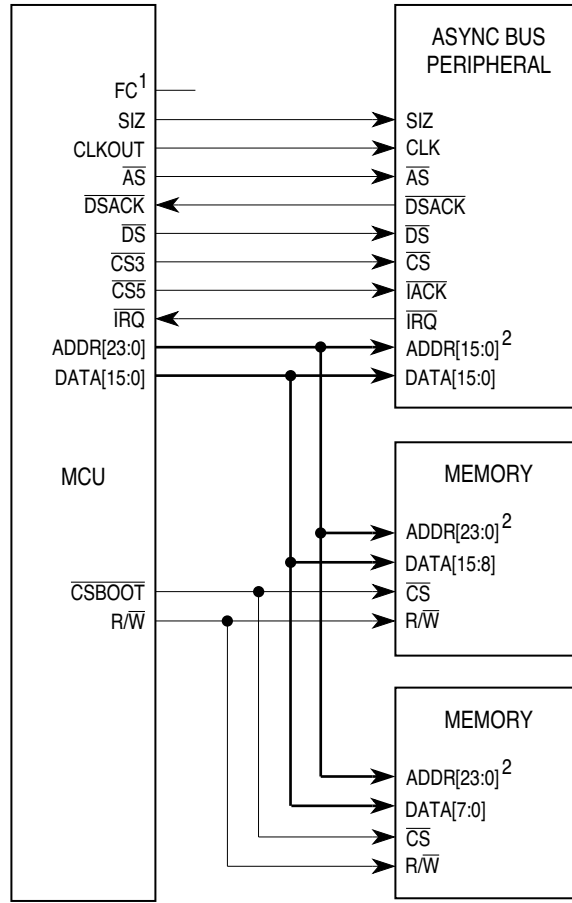 ASYNC BUS
PERIPHERAL
FC1
SIZ
CLKOUT
AS
DSACK
DS
CS3
CS5
IRQ
ADDR[23:0]
DATA[15:0]
MCU
CSBOOT
R/W
SIZ
CLK
AS
DSACK
DS
CS
IACK
IRQ
ADDR[15:0]2
DATA[15:0]
MEMORY
ADDR[23:0]2
DATA[15:8]
CS
R/W
MEMORY
ADDR[23:0]2
DATA[7:0]
CS
R/W